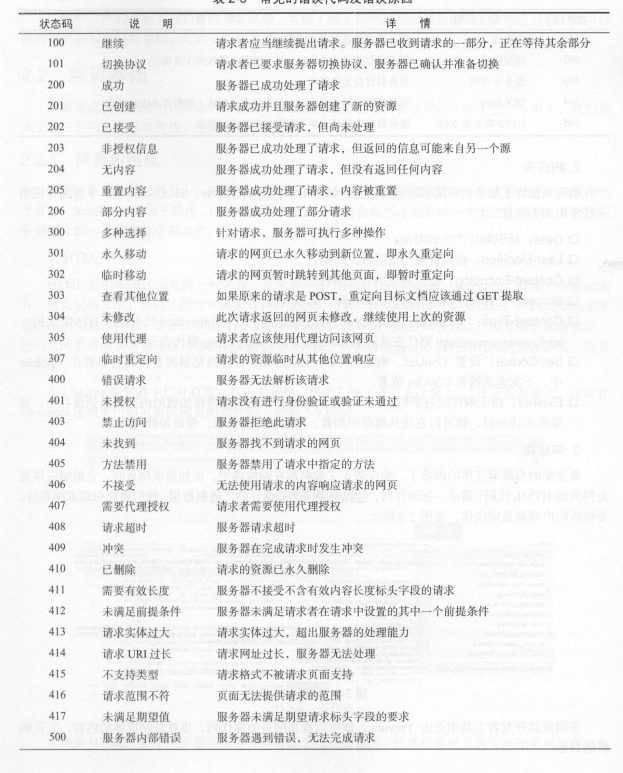 表 2-3 常见的错误代码及错误原因
状态码 说 明 详 情
100 继续 请求者应当继续提出请求。服务器已收到请求的一部分，正在等待其余部分
101 切换协议 请求者已要求服务器切换协议，服务器已确认并准备切换
200 成功 服务器已成功处理了请求
201 已创建 请求成功并且服务器创建了新的资源
202 已接受 服务器已接受请求，但尚未处理
203 非授权信息 服务器已成功处理了请求，但返回的信息可能来自另一个源
204 无内容 服务器成功处理了请求，但没有返回任何内容
205 重置内容 服务器成功处理了请求，内容被重置
206 部分内容 服务器成功处理了部分请求
300 多种选择 针对请求，服务器可执行多种操作
301 永久移动 请求的网页已永久移动到新位置，即永久重定向
302 临时移动 请求的网页暂时跳转到其他页面，即暂时重定向
303 查看其他位置 如果原来的请求是 POST，重定向目标文档应该通过 GET 提取
304 未修改 此次请求返回的网页未修改，继续使用上次的资源
305 使用代理 请求者应该使用代理访问该网页
307 临时重定向 请求的资源临时从其他位置响应
400 错误请求 服务器无法解析该请求
401 未授权 请求没有进行身份验证或验证未通过
403 禁止访问 服务器拒绝此请求
404 未找到 服务器找不到请求的网页
405 方法禁用 服务器禁用了请求中指定的方法
406 不接受 无法使用请求的内容响应请求的网页
407 需要代理授权 请求者需要使用代理授权
408 请求超时 服务器请求超时
409 冲突 服务器在完成请求时发生冲突
410 已删除 请求的资源已永久删除
411 需要有效长度 服务器不接受不含有效内容长度标头字段的请求
412 未满足前提条件 服务器未满足请求者在请求中设置的其中一个前提条件
413 请求实体过大 请求实体过大，超出服务器的处理能力
414 请求 URI 过长 请求网址过长，服务器无法处理
415 不支持类型 请求格式不被请求页面支持
416 请求范围不符 页面无法提供请求的范围
417 未满足期望值 服务器未满足期望请求标头字段的要求
500 服务器内部错误 服务器遇到错误，无法完成请求